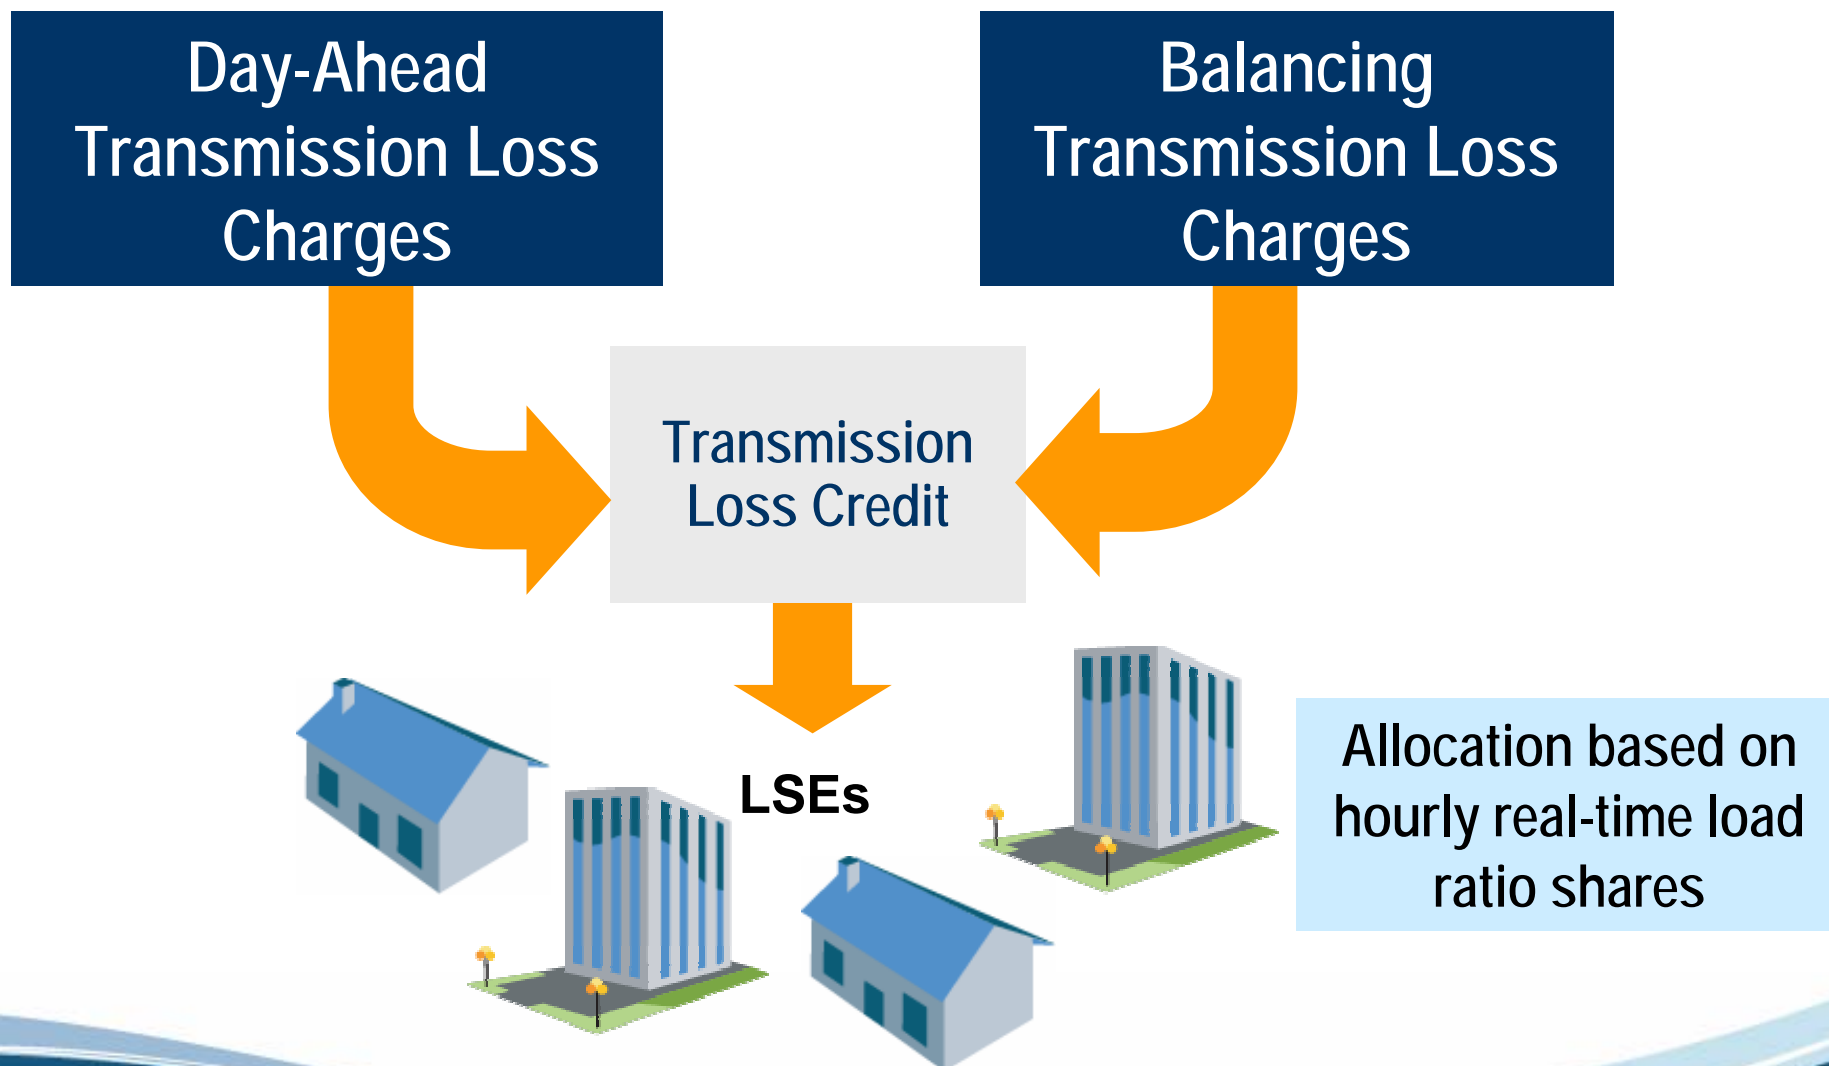 Day-Ahead
Transmission Loss
Charges
Balancing
Transmission Loss
Charges
Transmission
Loss Credit
LSEs
Allocation based on
hourly real-time load
ratio shares